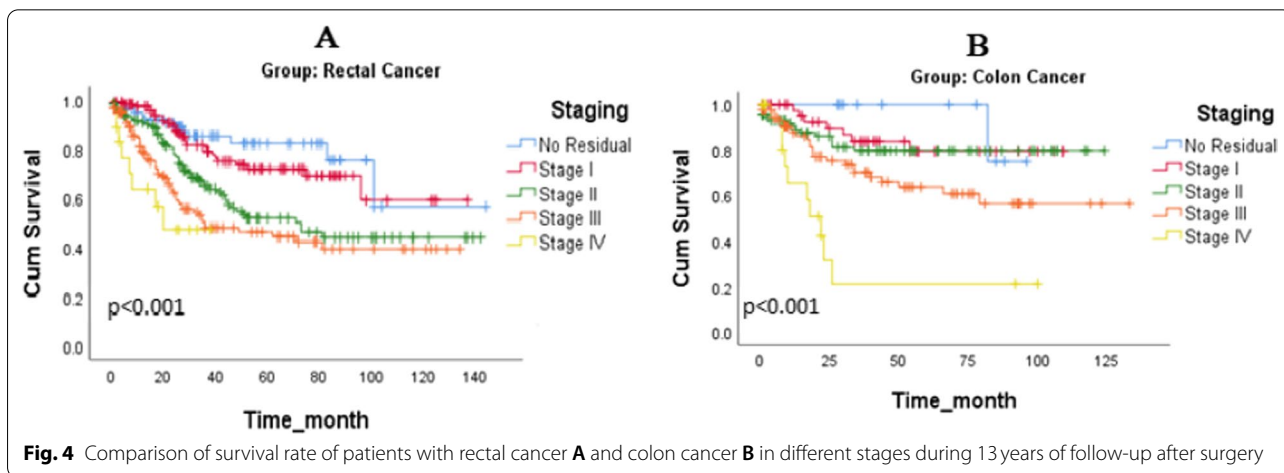 A
Group: Rectal Cancer
Cum Survival
1.0
0.8
0.6
0.4
0.2
0.0
p<0.001
0 20 40 60 80 100 120 140
Time_month
Staging
No Residual
Stage I
Stage II
Stage III
Stage IV
B
Group: Colon Cancer
Cum Survival
1.0
0.8
0.6
0.4
0.2
0.0
p<0.001
0 25 50 75 100 125
Time_month
Staging
No Residual
Stage I
Stage II
Stage III
Stage IV
Fig. 4 Comparison of survival rate of patients with rectal cancer A and colon cancer B in different stages during 13 years of follow-up after surgery